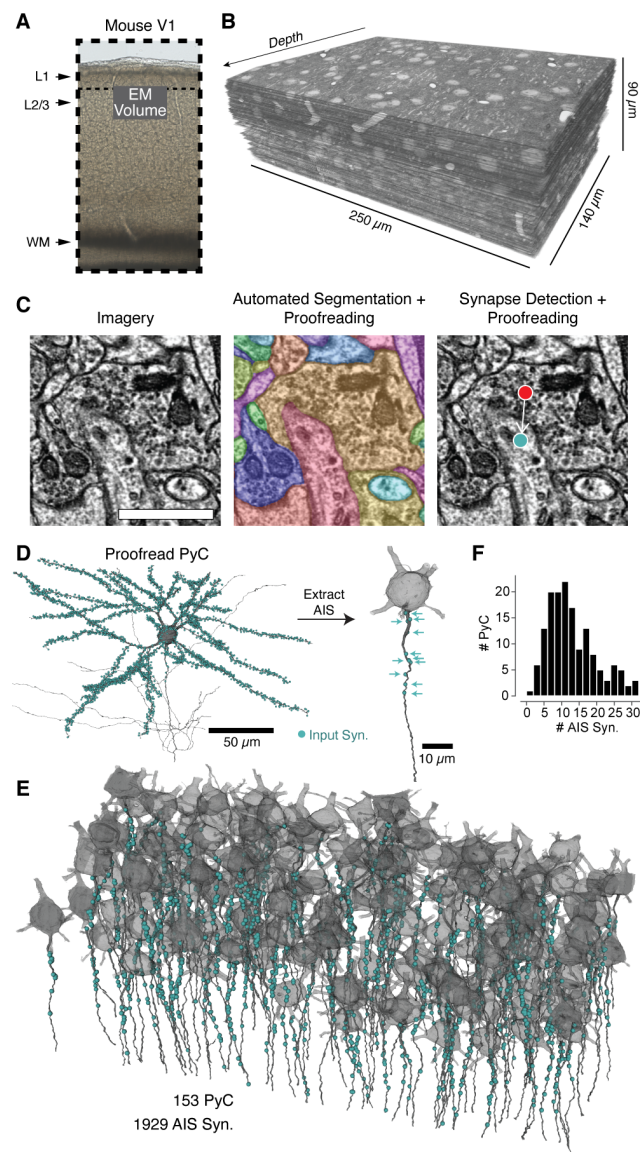 A
Mouse V1
L1
L2/3
EM
Volume
WM
B
Depth
90 µm
250 µm
140 µm
C
Imagery
Automated Segmentation +
Proofreading
Synapse Detection +
Proofreading
D
Proofread PyC
Extract
AIS
50 µm
Input Syn.
10 µm
F
# PyC
20
15
10
5
0
0 5 10 15 20 25 30
# AIS Syn.
E
153 PyC
1929 AIS Syn.